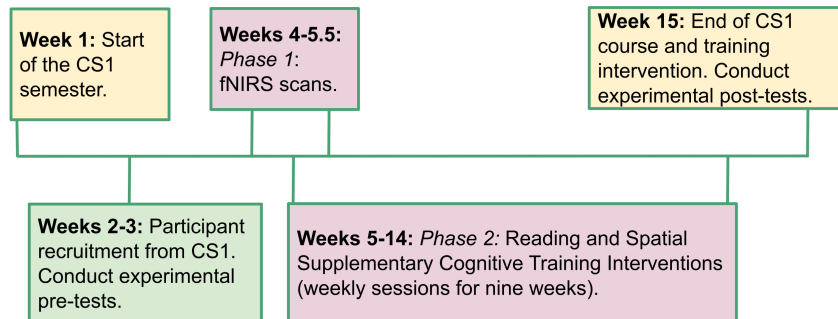 Week 1: Start
of the CS1
semester.
Weeks 4-5.5:
Phase 1:
fNIRS scans.
Week 15: End of CS1
course and training
intervention. Conduct
experimental post-tests.
Weeks 2-3: Participant
recruitment from CS1.
Conduct experimental
pre-tests.
Weeks 5-14: Phase 2: Reading and Spatial
Supplementary Cognitive Training Interventions
(weekly sessions for nine weeks).